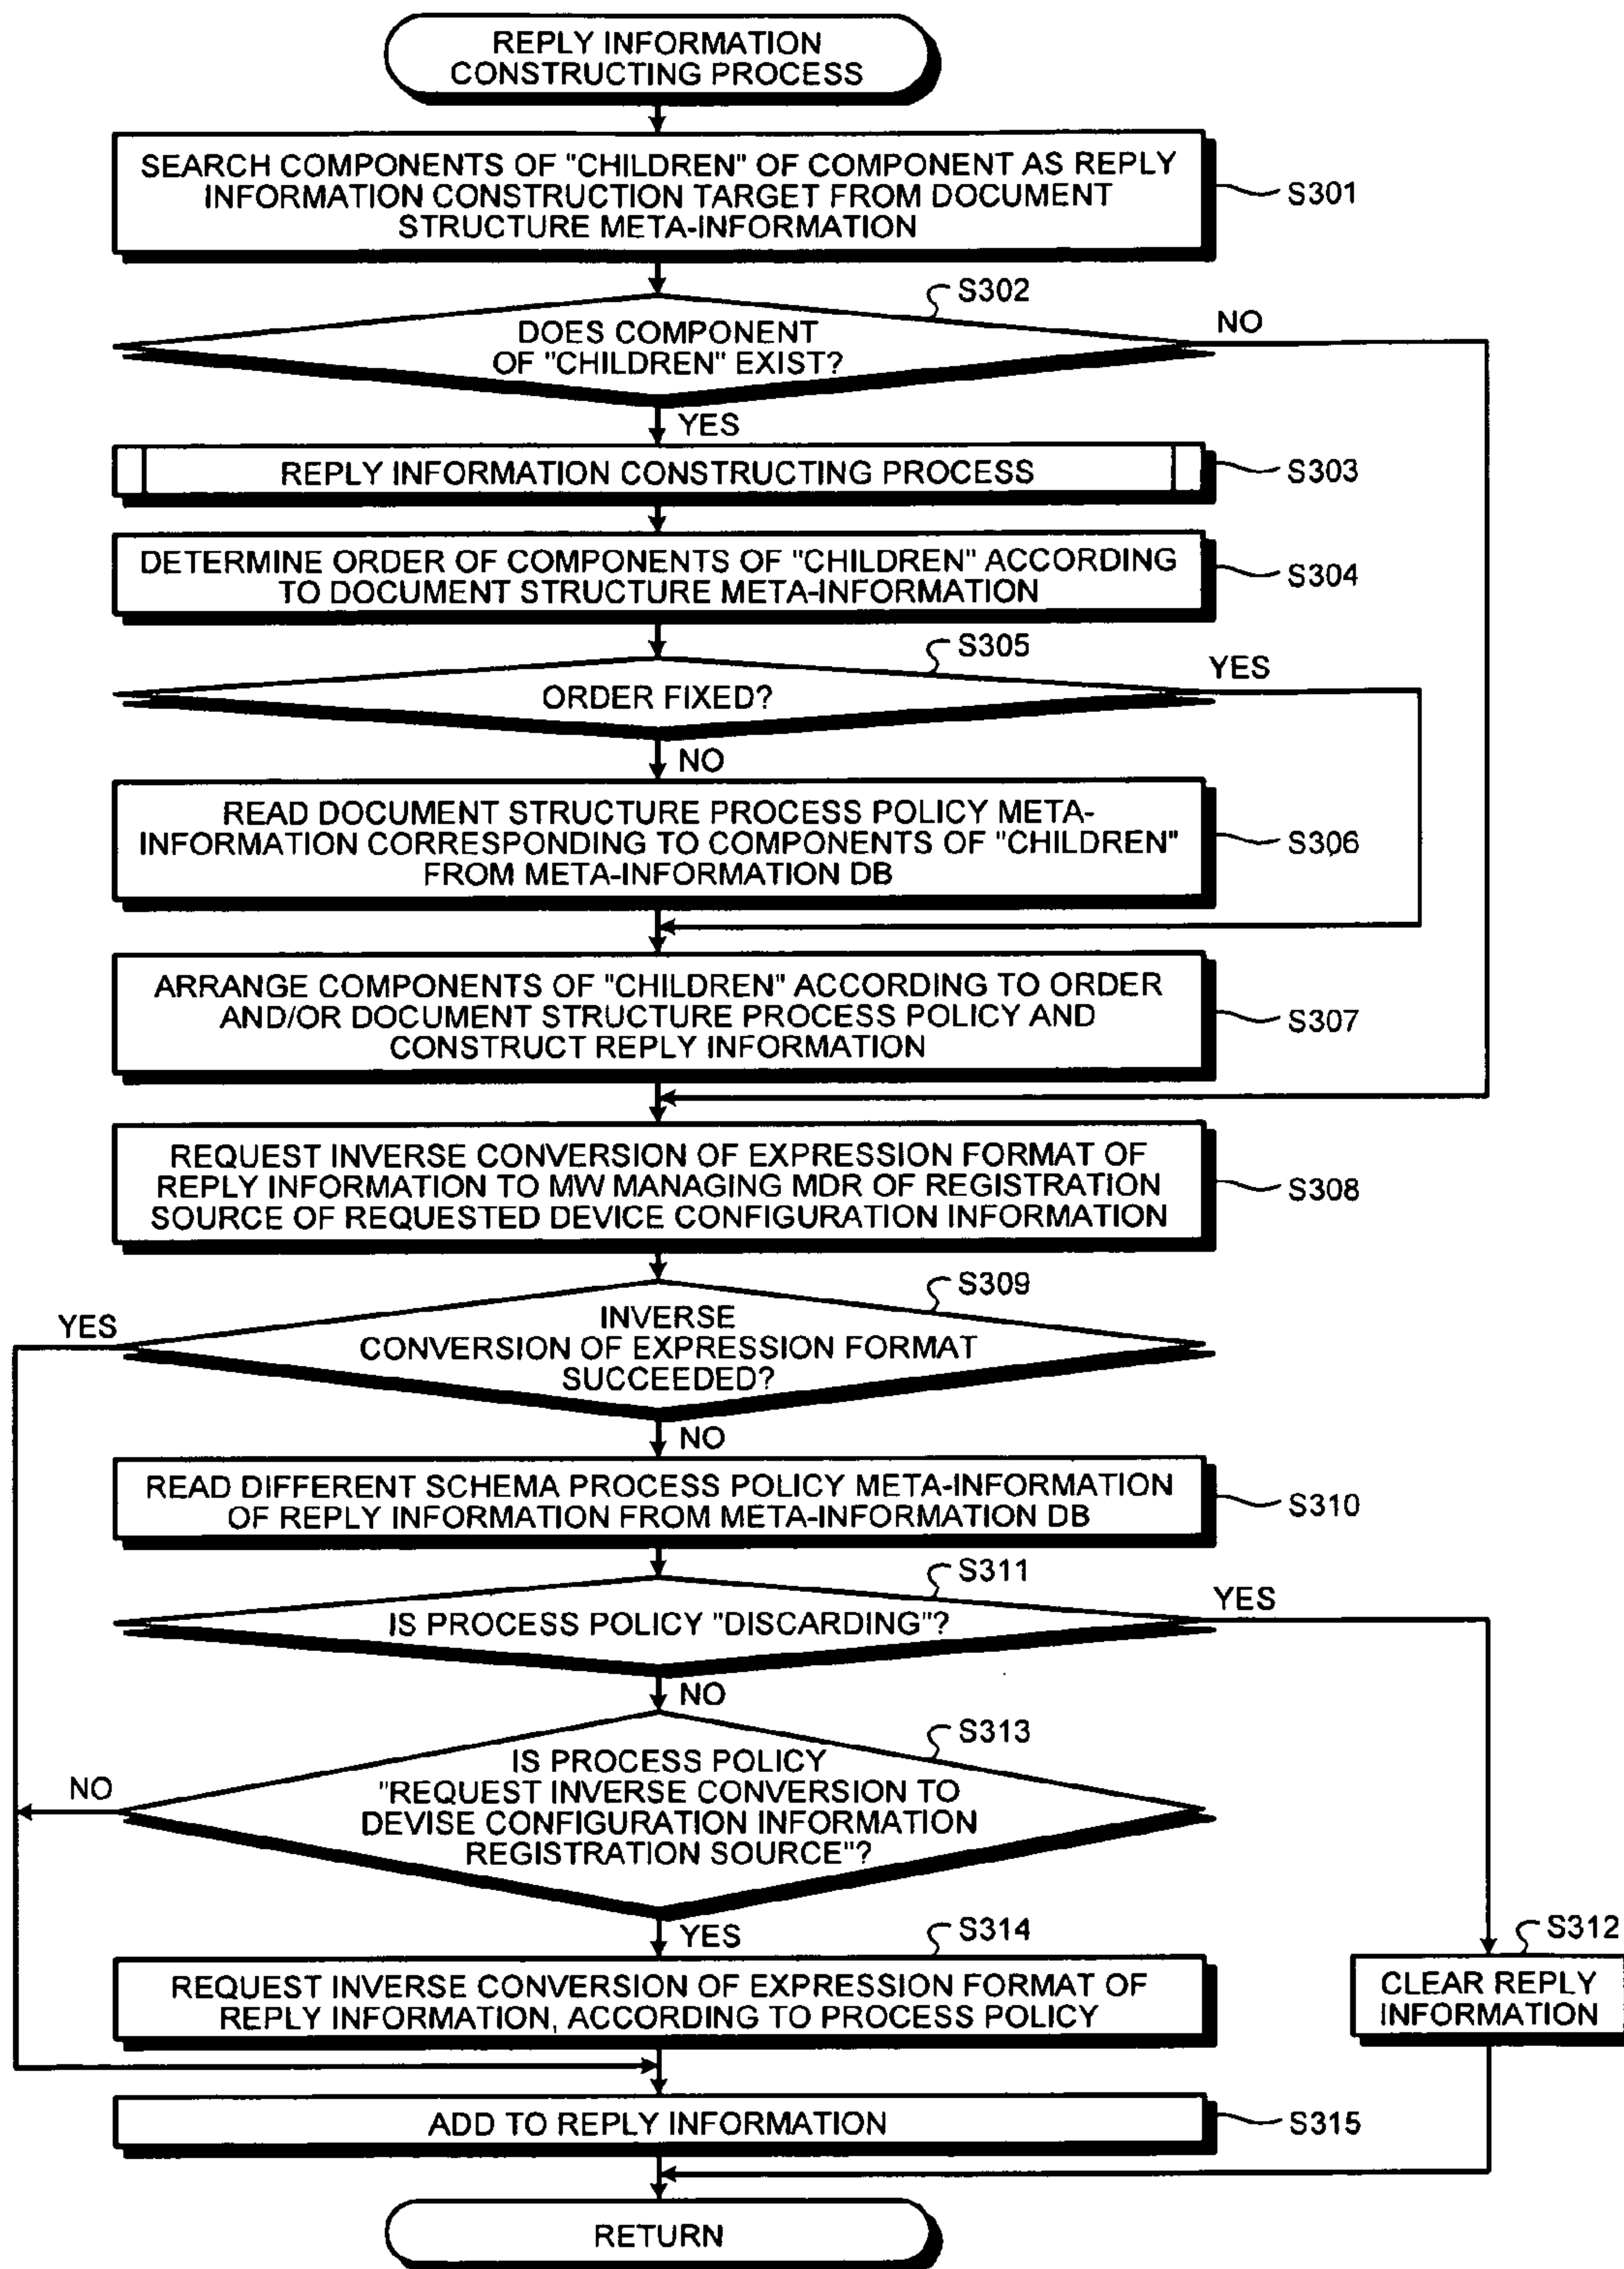 REPLY INFORMATION
CONSTRUCTING PROCESS
SEARCH COMPONENTS OF "CHILDREN" OF COMPONENT AS REPLY
INFORMATION CONSTRUCTION TARGET FROM DOCUMENT
STRUCTURE META-INFORMATION
S301
S302
DOES COMPONENT
OF "CHILDREN" EXIST?
NO
YES
REPLY INFORMATION CONSTRUCTING PROCESS
S303
DETERMINE ORDER OF COMPONENTS OF "CHILDREN" ACCORDING
TO DOCUMENT STRUCTURE META-INFORMATION
S304
S305
ORDER FIXED?
YES
NO
READ DOCUMENT STRUCTURE PROCESS POLICY META-
INFORMATION CORRESPONDING TO COMPONENTS OF "CHILDREN"
FROM META-INFORMATION DB
S306
ARRANGE COMPONENTS OF "CHILDREN" ACCORDING TO ORDER
AND/OR DOCUMENT STRUCTURE PROCESS POLICY AND
CONSTRUCT REPLY INFORMATION
S307
REQUEST INVERSE CONVERSION OF EXPRESSION FORMAT OF
REPLY INFORMATION TO MW MANAGING MDR OF REGISTRATION
SOURCE OF REQUESTED DEVICE CONFIGURATION INFORMATION
S308
S309
YES
INVERSE
CONVERSION OF EXPRESSION FORMAT
SUCCEEDED?
NO
READ DIFFERENT SCHEMA PROCESS POLICY META-INFORMATION
OF REPLY INFORMATION FROM META-INFORMATION DB
S310
S311
IS PROCESS POLICY "DISCARDING"?
YES
NO
S313
IS PROCESS POLICY
"REQUEST INVERSE CONVERSION TO
DEVISE CONFIGURATION INFORMATION
REGISTRATION SOURCE"?
NO
YES
S314
REQUEST INVERSE CONVERSION OF EXPRESSION FORMAT OF
REPLY INFORMATION, ACCORDING TO PROCESS POLICY
S312
CLEAR REPLY
INFORMATION
ADD TO REPLY INFORMATION
S315
RETURN